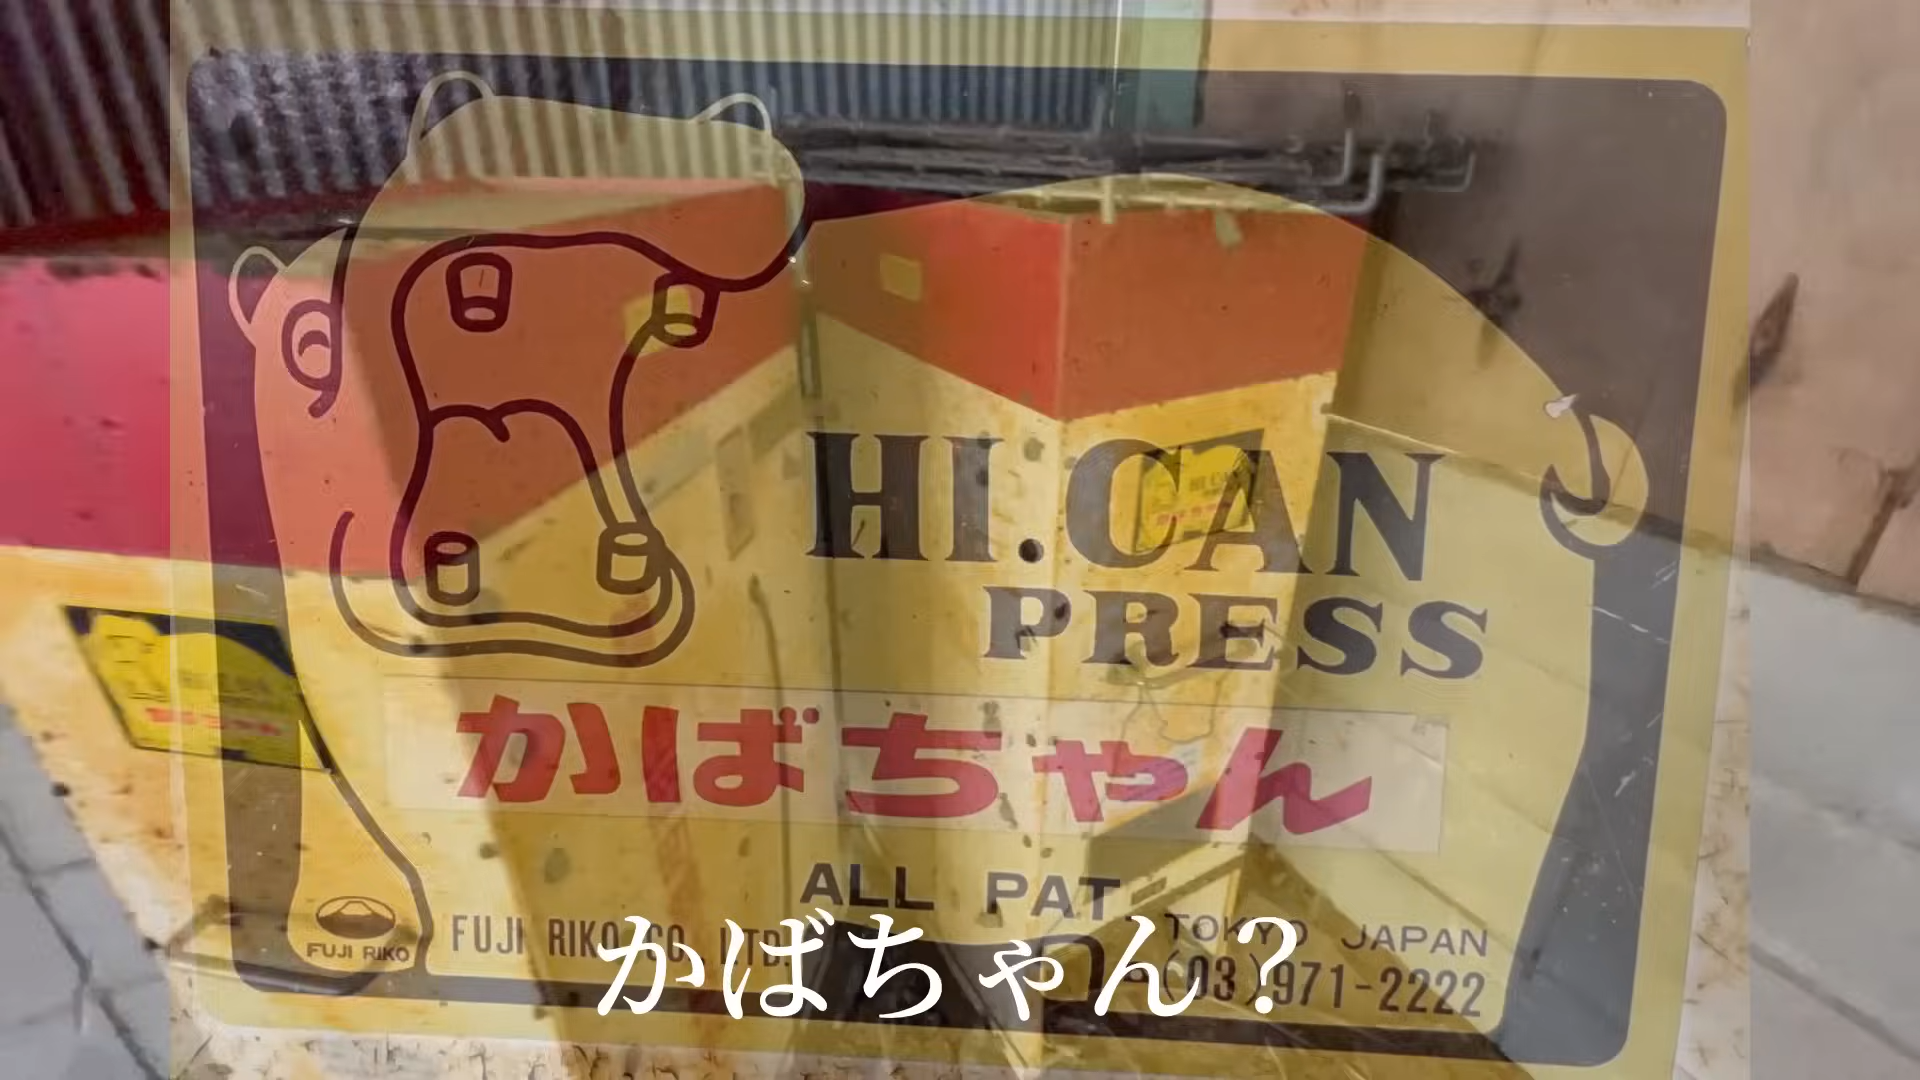 HI.CAN
PRESS
かばちゃん
ALL PAT.
FUJI RIKO
FUJI RIKO CO., LTD.
TOKYO JAPAN
(03)971-2222
かばちゃん？